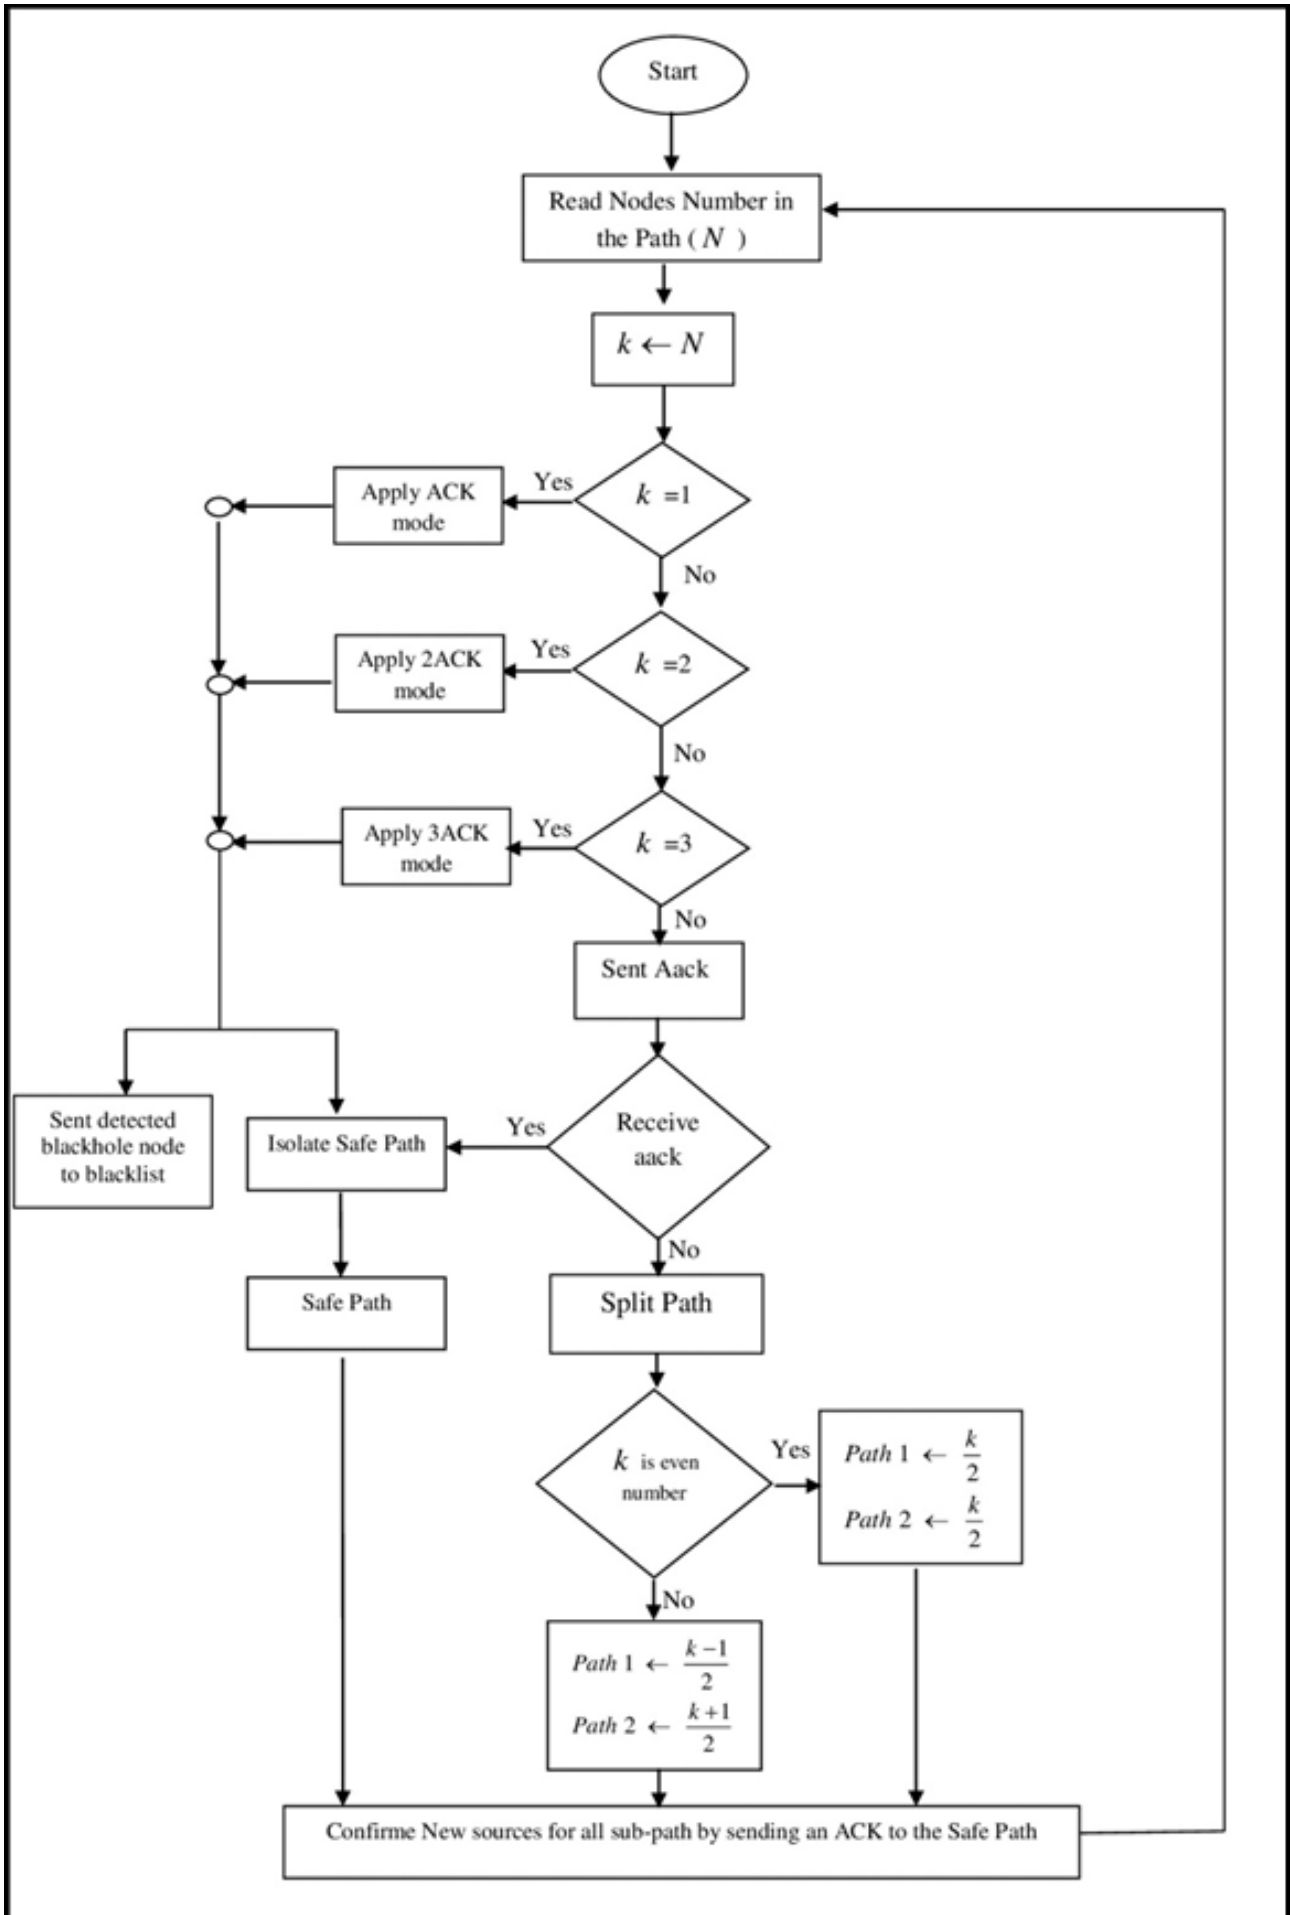 Start
Read Nodes Number in
the Path ( N )
k ← N
k =1
Yes
Apply ACK
mode
No
k =2
Yes
Apply 2ACK
mode
No
k =3
Yes
Apply 3ACK
mode
No
Sent Aack
Receive
aack
Yes
Isolate Safe Path
Sent detected
blackhole node
to blacklist
Safe Path
No
Split Path
k is even
number
Yes
Path 1 ← k/2
Path 2 ← k/2
No
Path 1 ← k−1/2
Path 2 ← k+1/2
Confirme New sources for all sub-path by sending an ACK to the Safe Path